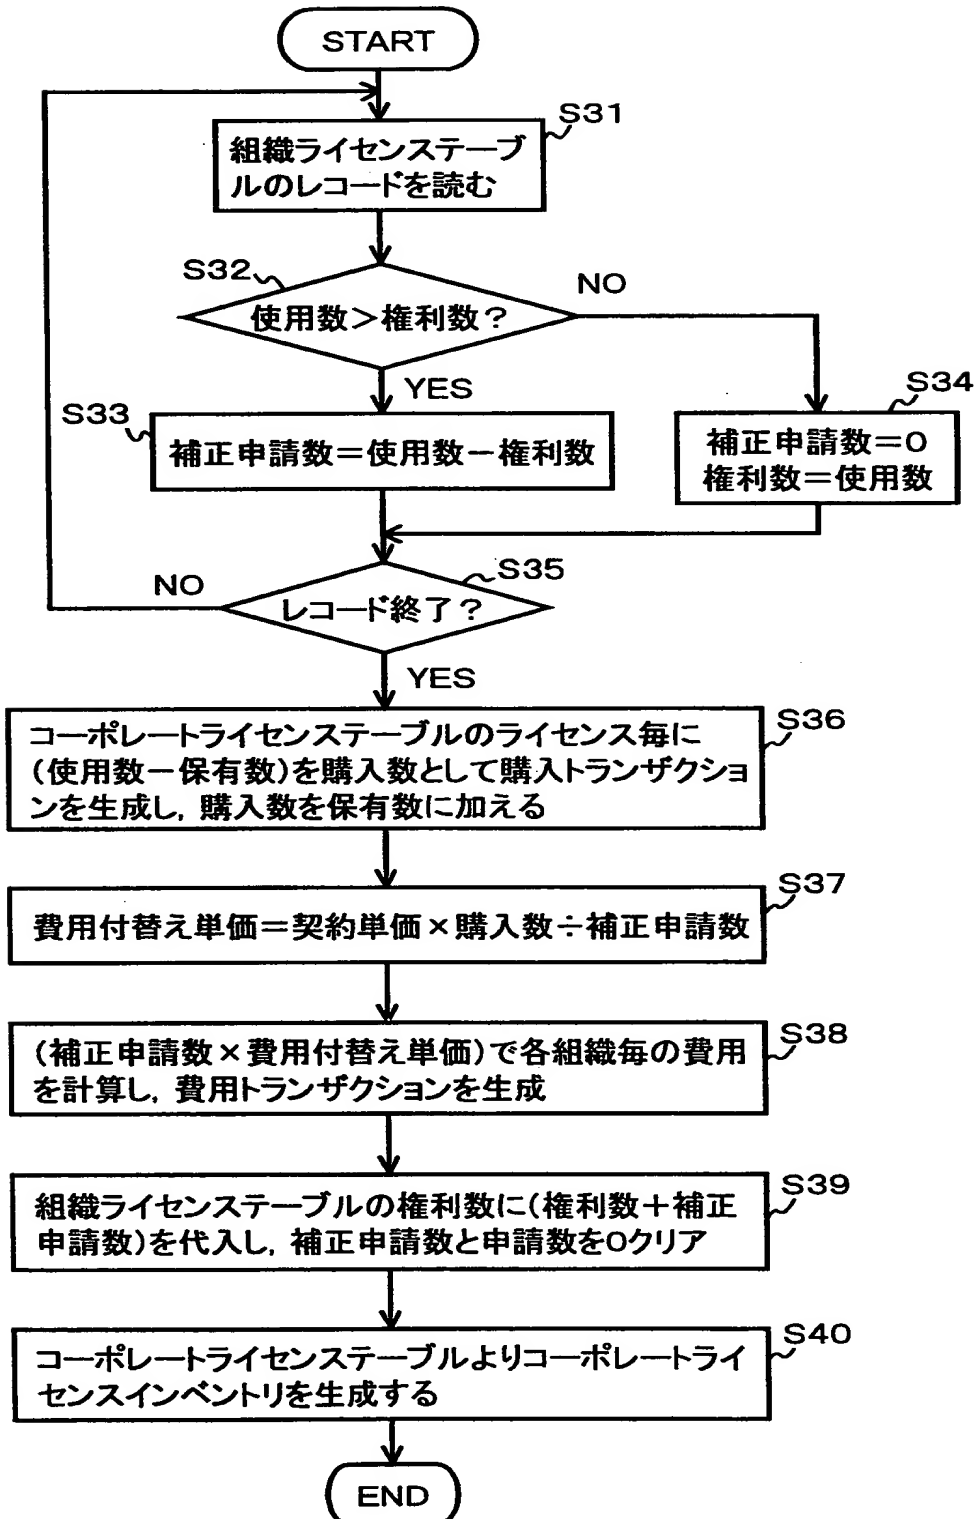 START
S31
組織ライセンステーブ
ルのレコードを読む
S32
使用数>権利数?
NO
YES
S33
補正申請数=使用数-権利数
S34
補正申請数=0
権利数=使用数
S35
レコード終了?
NO
YES
S36
コーポレートライセンステーブルのライセンス毎に
(使用数-保有数)を購入数として購入トランザクショ
ンを生成し, 購入数を保有数に加える
S37
費用付替え単価=契約単価×購入数÷補正申請数
S38
(補正申請数×費用付替え単価)で各組織毎の費用
を計算し, 費用トランザクションを生成
S39
組織ライセンステーブルの権利数に(権利数+補正
申請数)を代入し, 補正申請数と申請数を0クリア
S40
コーポレートライセンステーブルよりコーポレートライ
センスインベントリを生成する
END